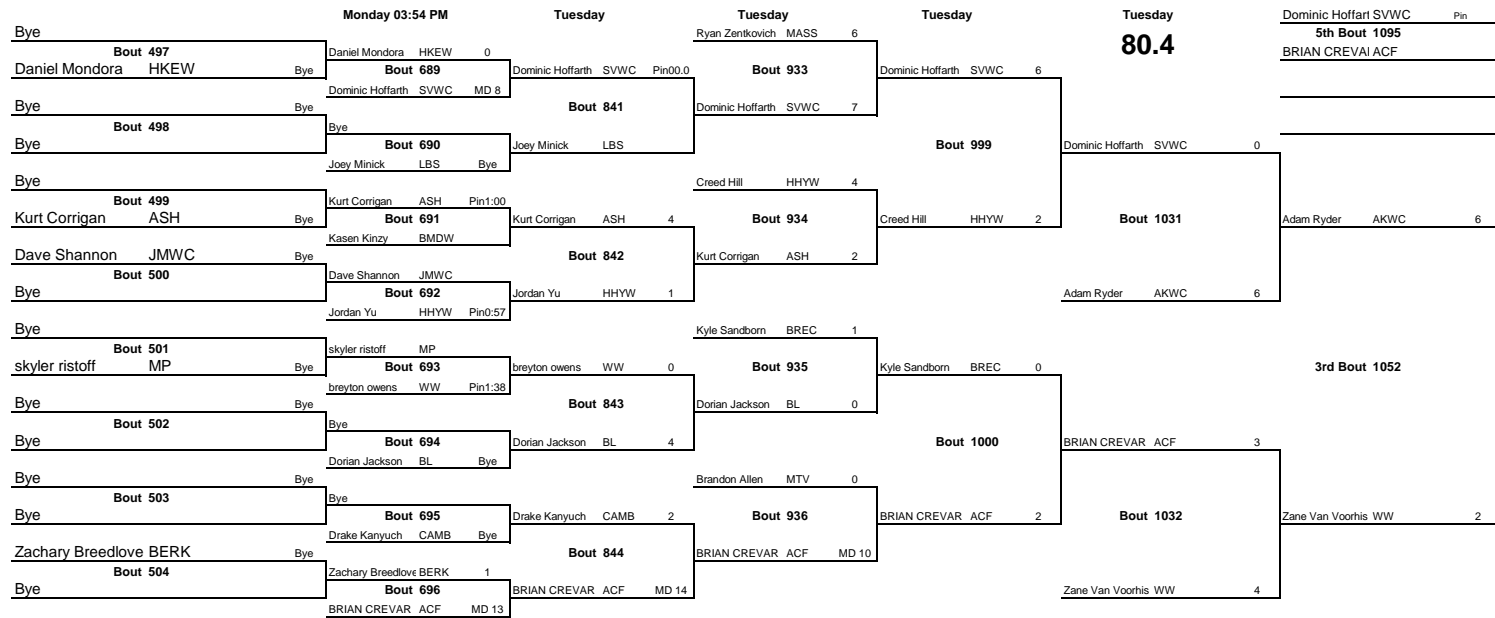 Monday 03:54 PM Tuesday Tuesday Tuesday Tuesday Dominic Hoffart SVWC Pin
Bye Ryan Zentkovich MASS 6 80.4 5th Bout 1095
Bout 497 Daniel Mondora HKEW 0 BRIAN CREVAI ACF
Daniel Mondora HKEW Bye Bout 689 Dominic Hoffarth SVWC Pin00.0 Bout 933 Dominic Hoffarth SVWC 6
Dominic Hoffarth SVWC MD 8
Bye Bye Bout 841 Dominic Hoffarth SVWC 7
Bout 498 Bye
Bye Bout 690 Joey Minick LBS Bout 999 Dominic Hoffarth SVWC 0
Joey Minick LBS Bye
Bye Creed Hill HHYW 4
Bout 499 Kurt Corrigan ASH Pin1:00
Kurt Corrigan ASH Bye Bout 691 Kurt Corrigan ASH 4 Bout 934 Creed Hill HHYW 2 Bout 1031 Adam Ryder AKWC 6
Kasen Kinzy BMDW
Dave Shannon JMWC Bye Bout 842 Kurt Corrigan ASH 2
Bout 500 Dave Shannon JMWC
Bye Bout 692 Jordan Yu HHYW 1 Adam Ryder AKWC 6
Jordan Yu HHYW Pin0:57
Bye Kyle Sandborn BREC 1
Bout 501 skyler ristoff MP
skyler ristoff MP Bye Bout 693 breyton owens WW 0 Bout 935 Kyle Sandborn BREC 0 3rd Bout 1052
breyton owens WW Pin1:38
Bye Bye Bout 843 Dorian Jackson BL 0
Bout 502 Bye
Bye Bout 694 Dorian Jackson BL 4 Bout 1000 BRIAN CREVAR ACF 3
Dorian Jackson BL Bye
Bye Bye Brandon Allen MTV 0
Bout 503 Bye
Bye Bout 695 Drake Kanyuch CAMB 2 Bout 936 BRIAN CREVAR ACF 2 Bout 1032 Zane Van Voorhis WW 2
Drake Kanyuch CAMB Bye
Zachary Breedlove BERK Bye Bout 844 BRIAN CREVAR ACF MD 10
Bout 504 Zachary Breedlove BERK 1
Bye Bout 696 BRIAN CREVAR ACF MD 14 Zane Van Voorhis WW 4
BRIAN CREVAR ACF MD 13